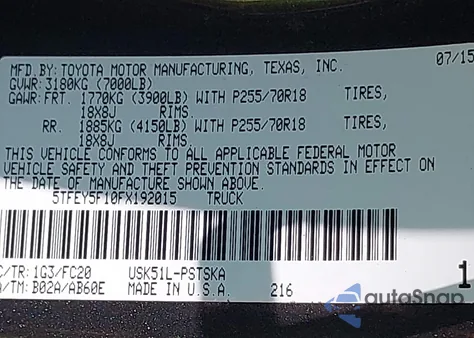 MFD.BY: TOYOTA MOTOR MANUFACTURING, TEXAS, INC. 07/15
GVWR: 3180KG (7000LB)
GAWR: FRT. 1770KG (3900LB) WITH P255/70R18 TIRES,
18X8J RIMS.
RR. 1885KG (4150LB) WITH P255/70R18 TIRES,
18X8J RIMS.
THIS VEHICLE CONFORMS TO ALL APPLICABLE FEDERAL MOTOR
VEHICLE SAFETY AND THEFT PREVENTION STANDARDS IN EFFECT ON
THE DATE OF MANUFACTURE SHOWN ABOVE.
5TFEY5F10FX192015 TRUCK
C/TR: 1G3/FC20 USK51L-PSTSKA 1
A/TM: B02A/AB60E MADE IN U.S.A. 216
autoSnap